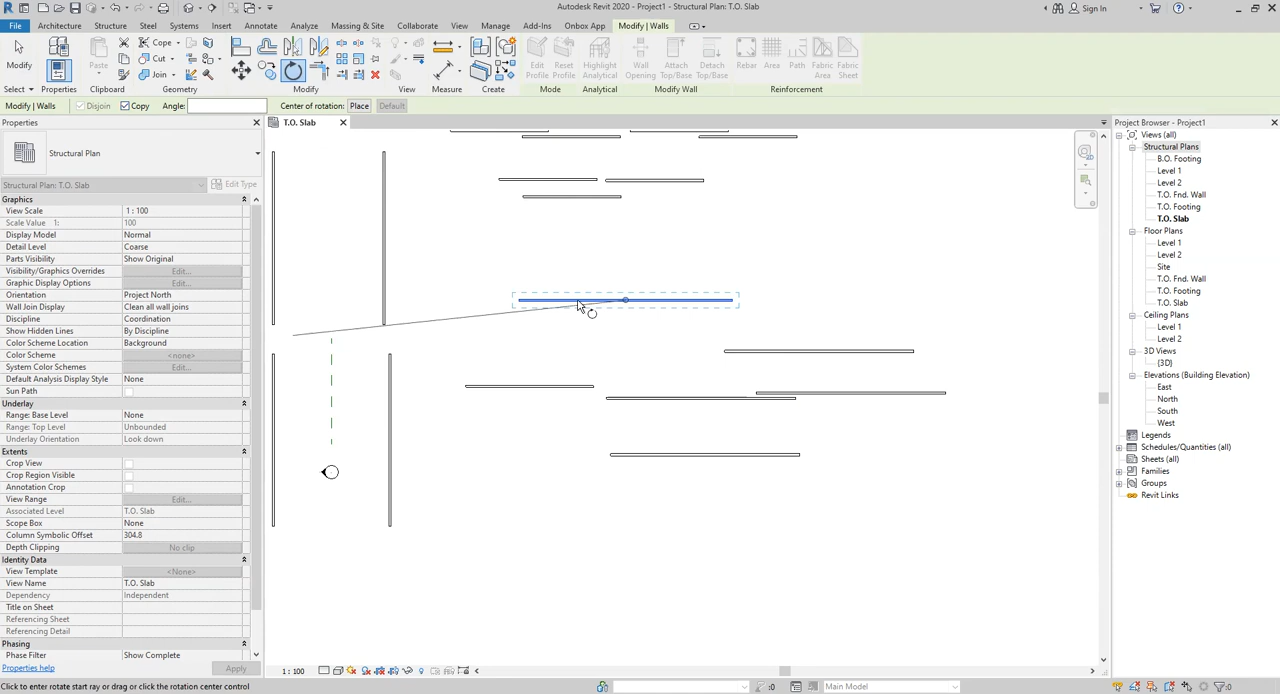 Autodesk Revit 2020 - Project1 - Structural Plan: T.O. Slab
Sign In
File Architecture Structure Steel Systems Insert Annotate Analyze Massing & Site Collaborate View Manage Add-Ins Onbox App Modify | Walls
Modify
Paste
Cope
Cut
Join
Edit Profile
Reset Profile
Highlight Analytical
Wall Opening
Attach Top/Base
Detach Top/Base
Rebar
Area
Path
Fabric Area
Fabric Sheet
Select Properties Clipboard Geometry Modify View Measure Create Mode Analytical Modify Wall Reinforcement
Modify | Walls Disjoin Copy Angle: Center of rotation: Place Default
Properties
Structural Plan
Structural Plan: T.O. Slab Edit Type
Graphics
View Scale 1 : 100
Scale Value 1: 100
Display Model Normal
Detail Level Coarse
Parts Visibility Show Original
Visibility/Graphics Overrides Edit...
Graphic Display Options Edit...
Orientation Project North
Wall Join Display Clean all wall joins
Discipline Coordination
Show Hidden Lines By Discipline
Color Scheme Location Background
Color Scheme <none>
System Color Schemes Edit...
Default Analysis Display Style None
Sun Path
Underlay
Range: Base Level None
Range: Top Level Unbounded
Underlay Orientation Look down
Extents
Crop View
Crop Region Visible
Annotation Crop
View Range Edit...
Associated Level T.O. Slab
Scope Box None
Column Symbolic Offset 304.8
Depth Clipping No clip
Identity Data
View Template <None>
View Name T.O. Slab
Dependency Independent
Title on Sheet
Referencing Sheet
Referencing Detail
Phasing
Phase Filter Show Complete
Properties help Apply
T.O. Slab
Project Browser - Project1
Views (all)
Structural Plans
B.O. Footing
Level 1
Level 2
T.O. Fnd. Wall
T.O. Footing
T.O. Slab
Floor Plans
Level 1
Level 2
Site
T.O. Fnd. Wall
T.O. Footing
T.O. Slab
Ceiling Plans
Level 1
Level 2
3D Views
{3D}
Elevations (Building Elevation)
East
North
South
West
Legends
Schedules/Quantities (all)
Sheets (all)
Families
Groups
Revit Links
1 : 100
Click to enter rotate start ray or drag or click the rotation center control
:0 Main Model :0